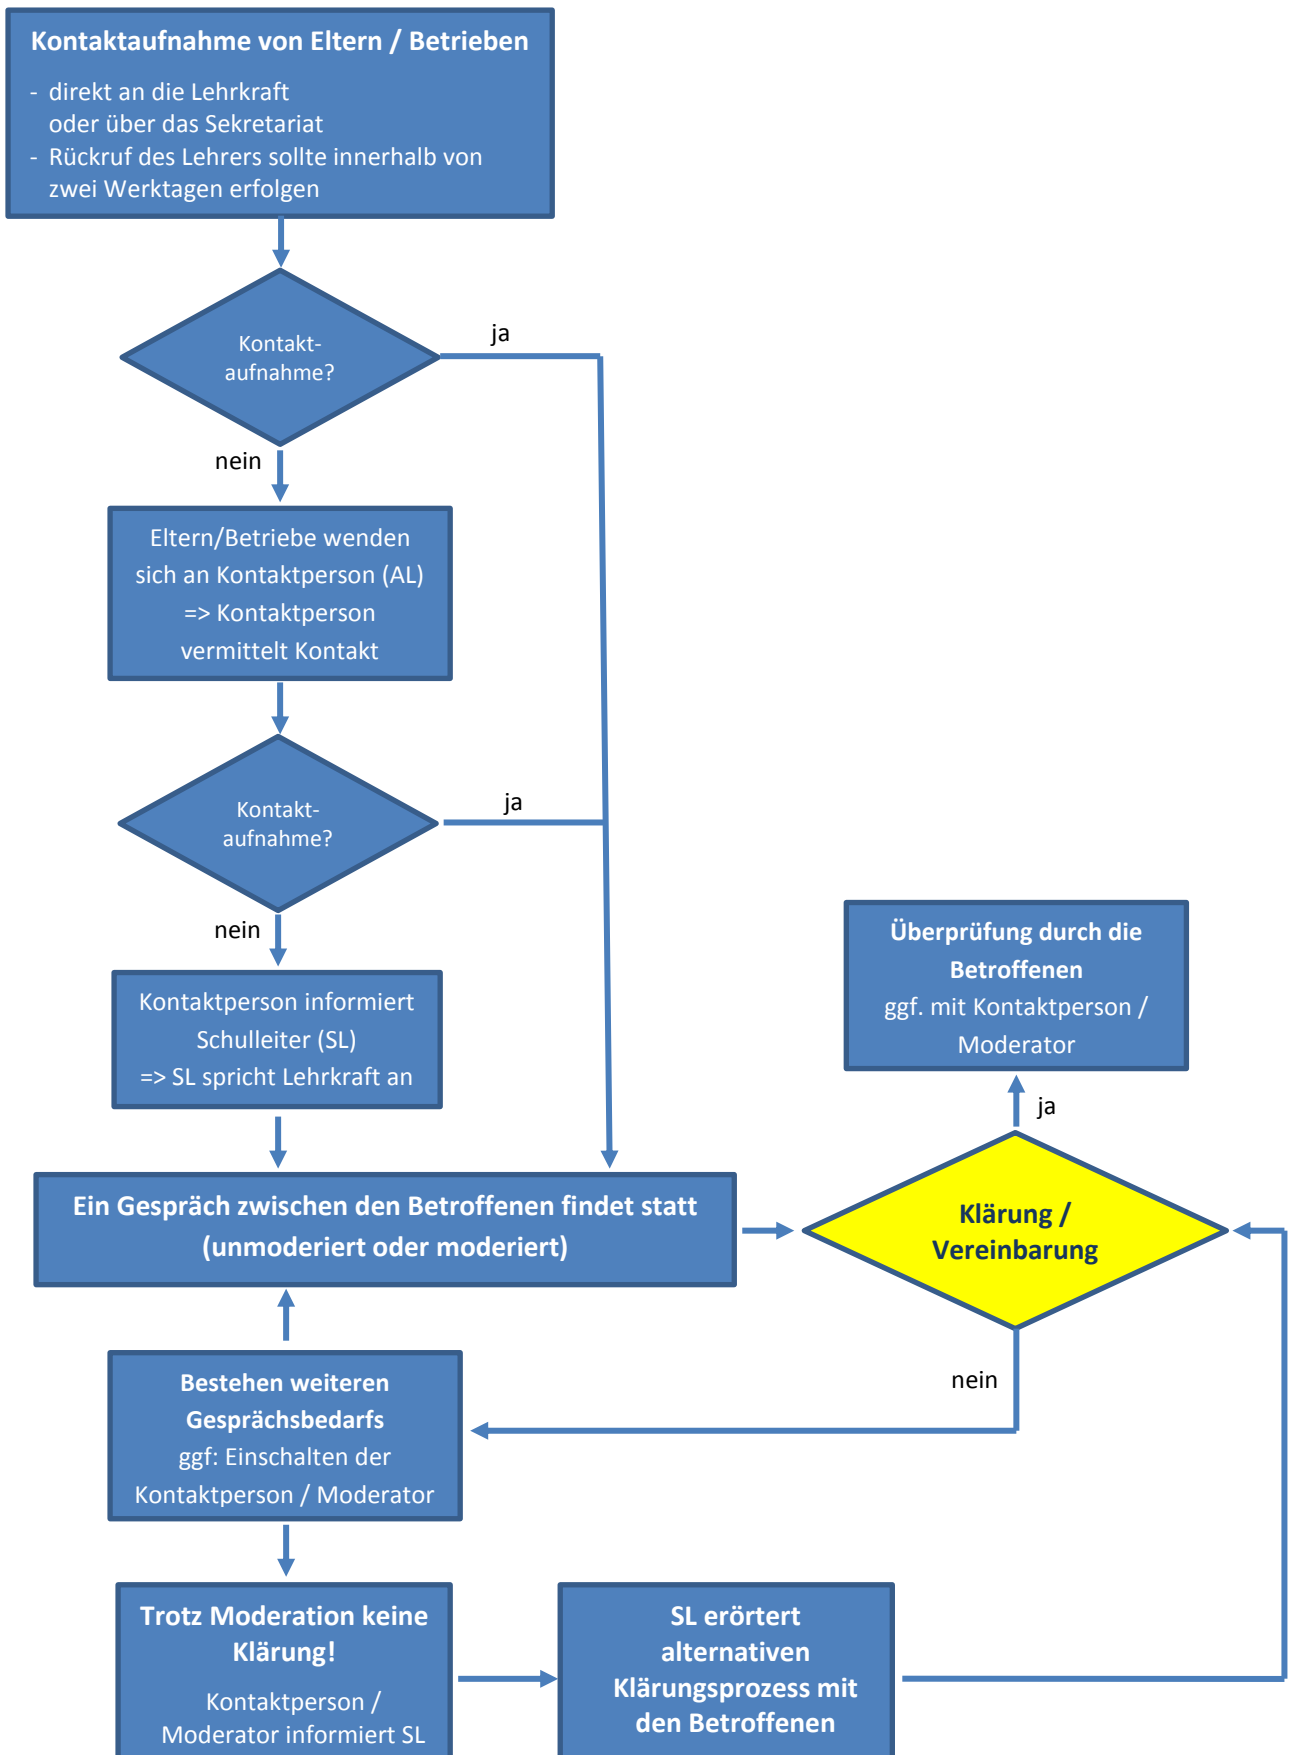 Kontaktaufnahme von Eltern / Betrieben
- direkt an die Lehrkraft
oder über das Sekretariat
- Rückruf des Lehrers sollte innerhalb von
zwei Werktagen erfolgen
Kontakt-
aufnahme?
ja
nein
Eltern/Betriebe wenden
sich an Kontaktperson (AL)
=> Kontaktperson
vermittelt Kontakt
Kontakt-
aufnahme?
ja
nein
Kontaktperson informiert
Schulleiter (SL)
=> SL spricht Lehrkraft an
Überprüfung durch die
Betroffenen
ggf. mit Kontaktperson /
Moderator
ja
Ein Gespräch zwischen den Betroffenen findet statt
(unmoderiert oder moderiert)
Klärung /
Vereinbarung
nein
Bestehen weiteren
Gesprächsbedarfs
ggf: Einschalten der
Kontaktperson / Moderator
Trotz Moderation keine
Klärung!
Kontaktperson /
Moderator informiert SL
SL erörtert
alternativen
Klärungsprozess mit
den Betroffenen